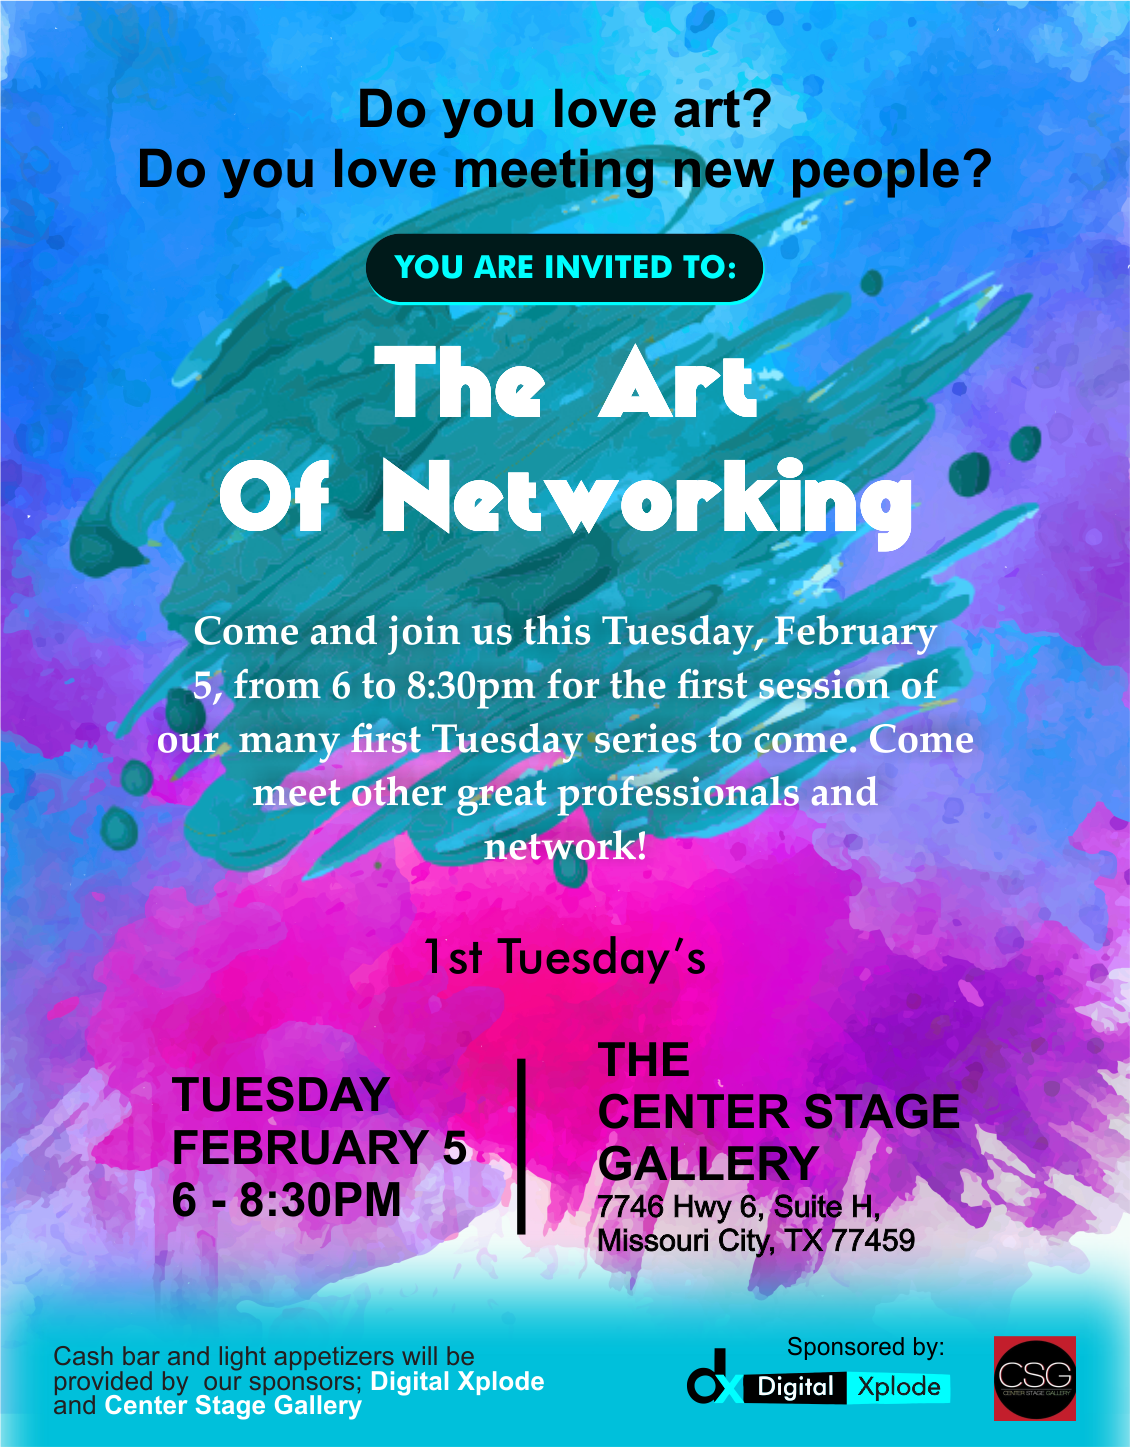 Do you love art?
Do you love meeting new people?
YOU ARE INVITED TO:
The Art
Of Networking
Come and join us this Tuesday, February
5, from 6 to 8:30pm for the first session of
our many first Tuesday series to come. Come
meet other great professionals and
network!
1st Tuesday’s
TUESDAY
FEBRUARY 5
6 - 8:30PM
THE
CENTER STAGE
GALLERY
7746 Hwy 6, Suite H,
Missouri City, TX 77459
Cash bar and light appetizers will be
provided by our sponsors; Digital Xplode
and Center Stage Gallery
Sponsored by:
dx Digital Xplode
CSG
CENTER STAGE GALLERY